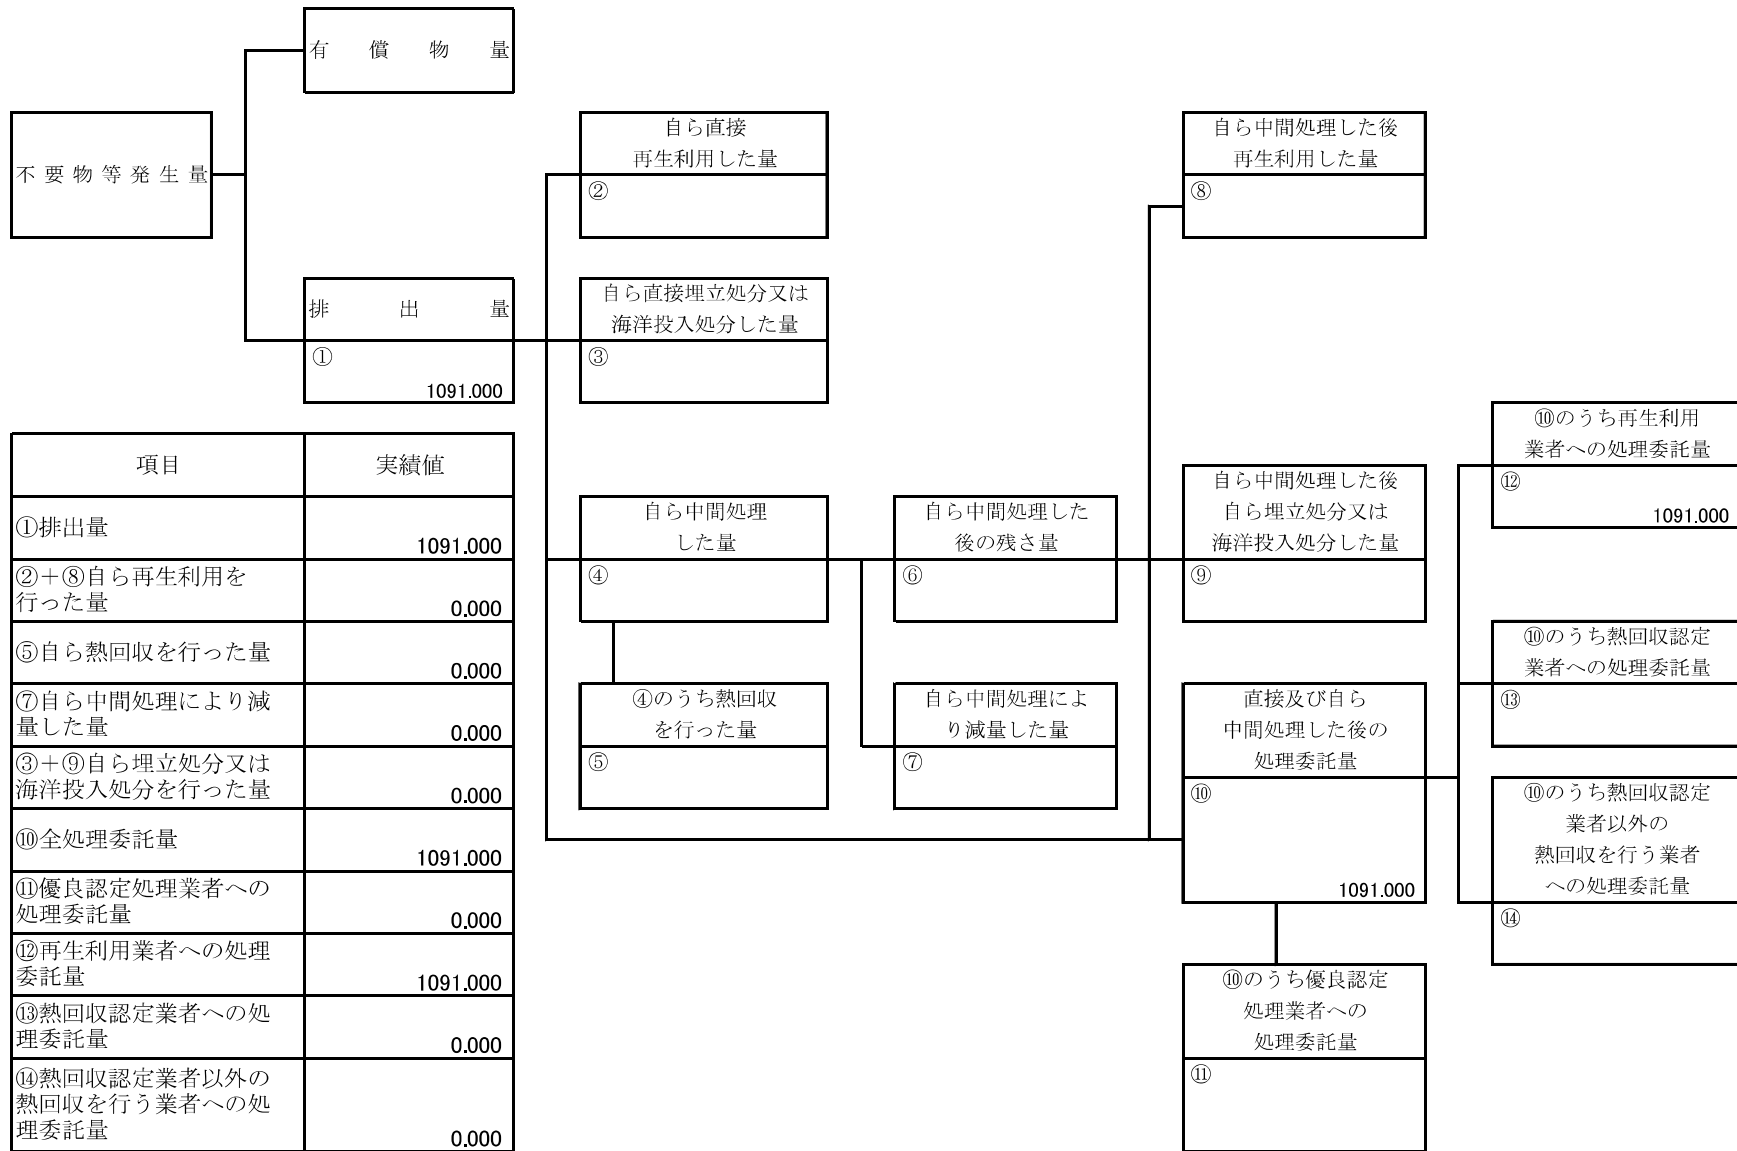 有償物量
不要物等発生量
排出量
①
1091.000
自ら直接
再生利用した量
②
自ら直接埋立処分又は
海洋投入処分した量
③
自ら中間処理
した量
④
④のうち熱回収
を行った量
⑤
自ら中間処理した
後の残さ量
⑥
自ら中間処理によ
り減量した量
⑦
自ら中間処理した後
再生利用した量
⑧
自ら中間処理した後
自ら埋立処分又は
海洋投入処分した量
⑨
直接及び自ら
中間処理した後の
処理委託量
⑩
1091.000
⑩のうち優良認定
処理業者への
処理委託量
⑪
⑩のうち再生利用
業者への処理委託量
⑫
1091.000
⑩のうち熱回収認定
業者への処理委託量
⑬
⑩のうち熱回収認定
業者以外の
熱回収を行う業者
への処理委託量
⑭
項目 実績値
①排出量 1091.000
②＋⑧自ら再生利用を
行った量 0.000
⑤自ら熱回収を行った量 0.000
⑦自ら中間処理により減
量した量 0.000
③＋⑨自ら埋立処分又は
海洋投入処分を行った量 0.000
⑩全処理委託量 1091.000
⑪優良認定処理業者への
処理委託量 0.000
⑫再生利用業者への処理
委託量 1091.000
⑬熱回収認定業者への処
理委託量 0.000
⑭熱回収認定業者以外の
熱回収を行う業者への処
理委託量 0.000